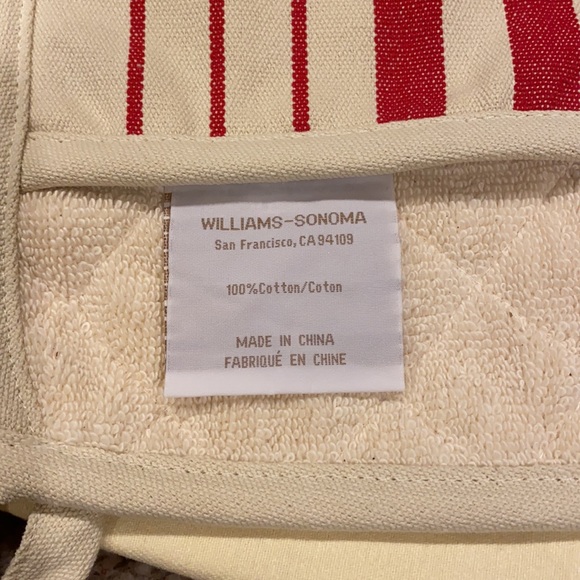 WILLIAMS-SONOMA
San Francisco, CA 94109
100%Cotton/Coton
MADE IN CHINA
FABRIQUÉ EN CHINE